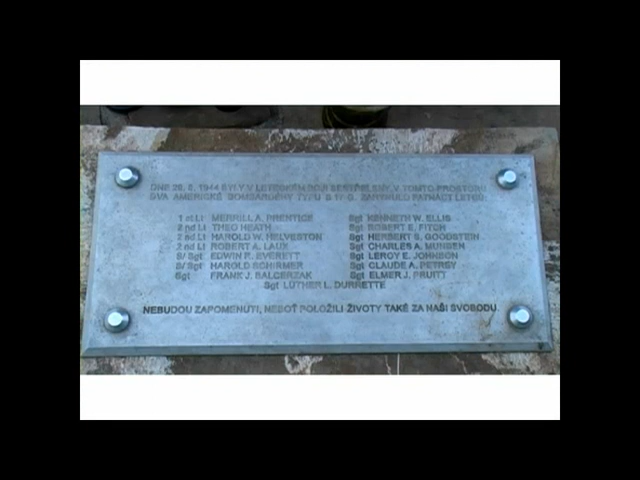 DNE 29. 8. 1944 BYLY V LETECKÉM BOJI SESTŘELENY V TOMTO PROSTORU
DVA AMERICKÉ BOMBARDÉRY TYPU B 17-G. ZAHYNULO PATNÁCT LETCŮ:
1 st Lt MERRILL A. PRENTICE Sgt KENNETH W. ELLIS
2 nd Lt THEO HEATH Sgt ROBERT E. FITCH
2 nd Lt HAROLD W. HELVESTON Sgt HERBERT S. GOODSTEIN
2 nd Lt ROBERT A. LAUX Sgt CHARLES A. MUNDEN
S/ Sgt EDWIN R. EVERETT Sgt LEROY E. JOHNSON
S/ Sgt HAROLD SCHIRMER Sgt CLAUDE A. PETREY
Sgt FRANK J. BALCERZAK Sgt ELMER J. PRUITT
Sgt LUTHER L. DURRETTE
NEBUDOU ZAPOMENUTI, NEBOŤ POLOŽILI ŽIVOTY TAKÉ ZA NAŠI SVOBODU.